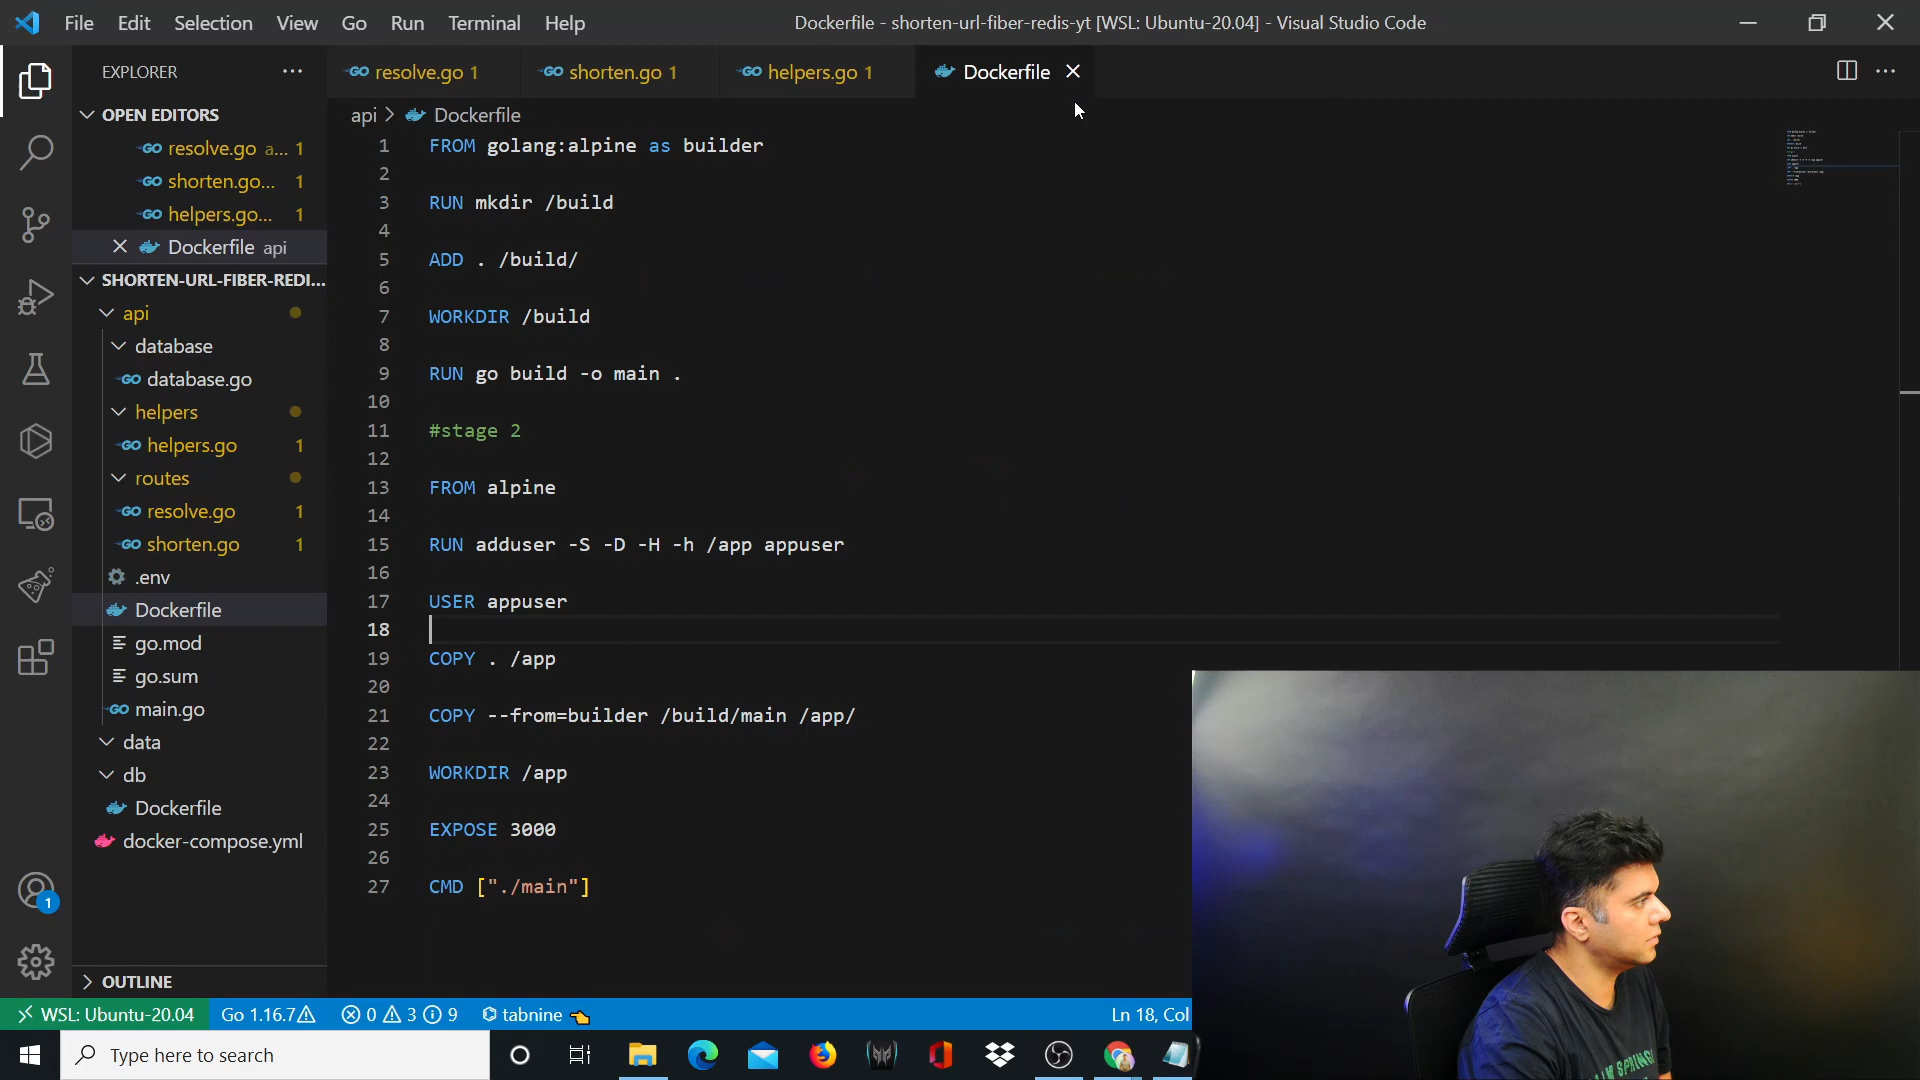 File Edit Selection View Go Run Terminal Help
Dockerfile - shorten-url-fiber-redis-yt [WSL: Ubuntu-20.04] - Visual Studio Code
EXPLORER
OPEN EDITORS
resolve.go a... 1
shorten.go... 1
helpers.go... 1
Dockerfile api
SHORTEN-URL-FIBER-REDI...
api
database
database.go
helpers
helpers.go 1
routes
resolve.go 1
shorten.go 1
.env
Dockerfile
go.mod
go.sum
main.go
data
db
Dockerfile
docker-compose.yml
OUTLINE
resolve.go 1 shorten.go 1 helpers.go 1 Dockerfile
api > Dockerfile
1 FROM golang:alpine as builder
2
3 RUN mkdir /build
4
5 ADD . /build/
6
7 WORKDIR /build
8
9 RUN go build -o main .
10
11 #stage 2
12
13 FROM alpine
14
15 RUN adduser -S -D -H -h /app appuser
16
17 USER appuser
18
19 COPY . /app
20
21 COPY --from=builder /build/main /app/
22
23 WORKDIR /app
24
25 EXPOSE 3000
26
27 CMD ["./main"]
1
WSL: Ubuntu-20.04 Go 1.16.7 0 3 9 tabnine Ln 18, Col
Type here to search